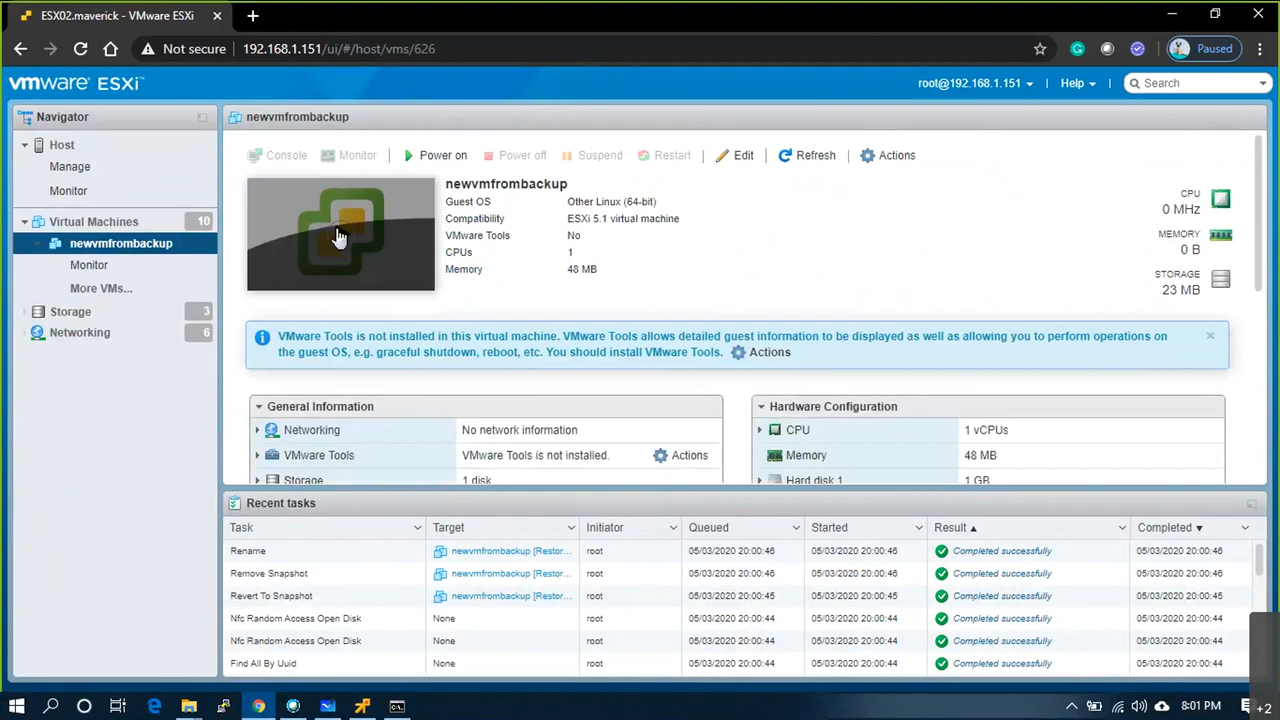 ESX02.maverick - VMware ESXi
Not secure 192.168.1.151/ui/#/host/vms/626 Paused
vmware ESXi™ root@192.168.1.151 Help Search
Navigator
Host
Manage
Monitor
Virtual Machines 10
newvmfrombackup
Monitor
More VMs...
Storage 3
Networking 6
newvmfrombackup
Console Monitor Power on Power off Suspend Restart Edit Refresh Actions
newvmfrombackup
Guest OS Other Linux (64-bit)
Compatibility ESXi 5.1 virtual machine
VMware Tools No
CPUs 1
Memory 48 MB
CPU
0 MHz
MEMORY
0 B
STORAGE
23 MB
VMware Tools is not installed in this virtual machine. VMware Tools allows detailed guest information to be displayed as well as allowing you to perform operations on
the guest OS, e.g. graceful shutdown, reboot, etc. You should install VMware Tools. Actions
General Information
Networking No network information
VMware Tools VMware Tools is not installed. Actions
Storage 1 disk
Hardware Configuration
CPU 1 vCPUs
Memory 48 MB
Hard disk 1 1 GB
Recent tasks
Task Target Initiator Queued Started Result Completed
Rename newvmfrombackup [Restor... root 05/03/2020 20:00:46 05/03/2020 20:00:46 Completed successfully 05/03/2020 20:00:46
Remove Snapshot newvmfrombackup [Restor... root 05/03/2020 20:00:46 05/03/2020 20:00:46 Completed successfully 05/03/2020 20:00:46
Revert To Snapshot newvmfrombackup [Restor... root 05/03/2020 20:00:45 05/03/2020 20:00:45 Completed successfully 05/03/2020 20:00:46
Nfc Random Access Open Disk None root 05/03/2020 20:00:44 05/03/2020 20:00:44 Completed successfully 05/03/2020 20:00:44
Nfc Random Access Open Disk None root 05/03/2020 20:00:44 05/03/2020 20:00:44 Completed successfully 05/03/2020 20:00:44
Find All By Uuid None root 05/03/2020 20:00:44 05/03/2020 20:00:44 Completed successfully 05/03/2020 20:00:44
8:01 PM +2